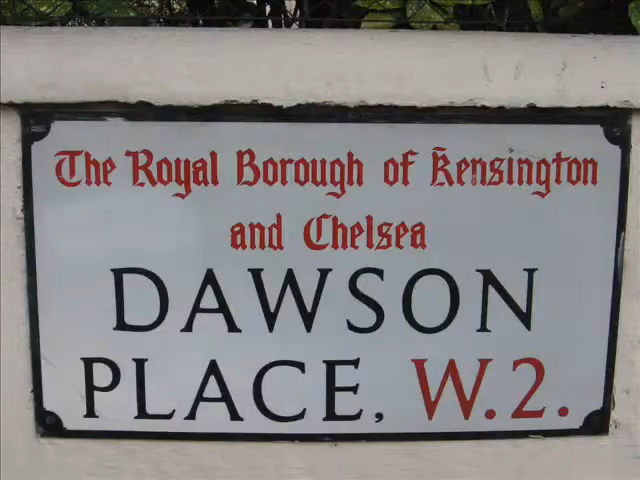 The Royal Borough of Kensington
and Chelsea
DAWSON
PLACE, W.2.